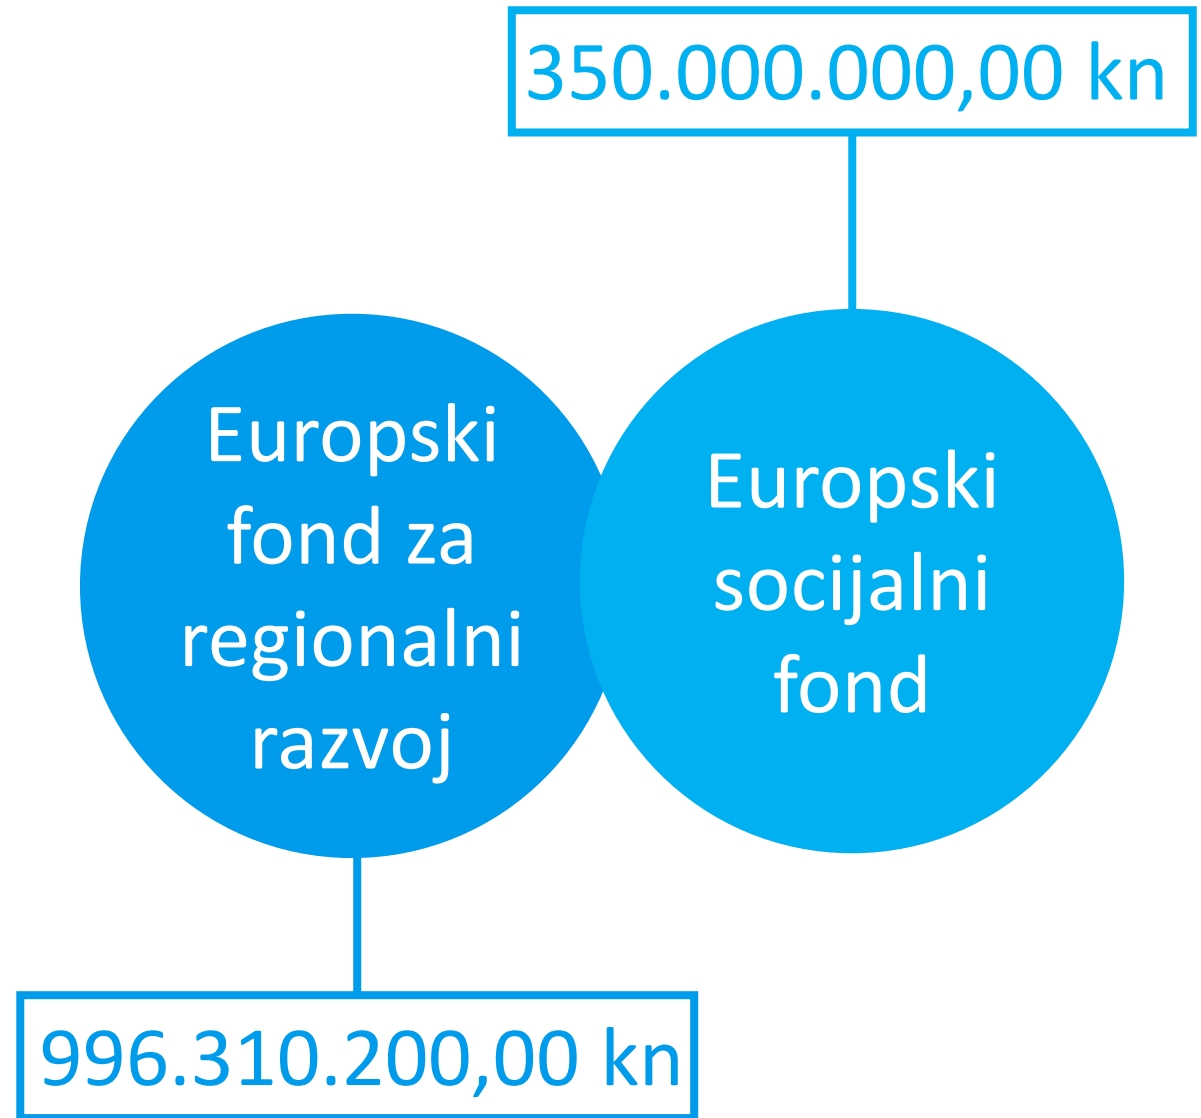 350.000.000,00 kn
Europski
fond za
regionalni
razvoj
Europski
socijalni
fond
996.310.200,00 kn